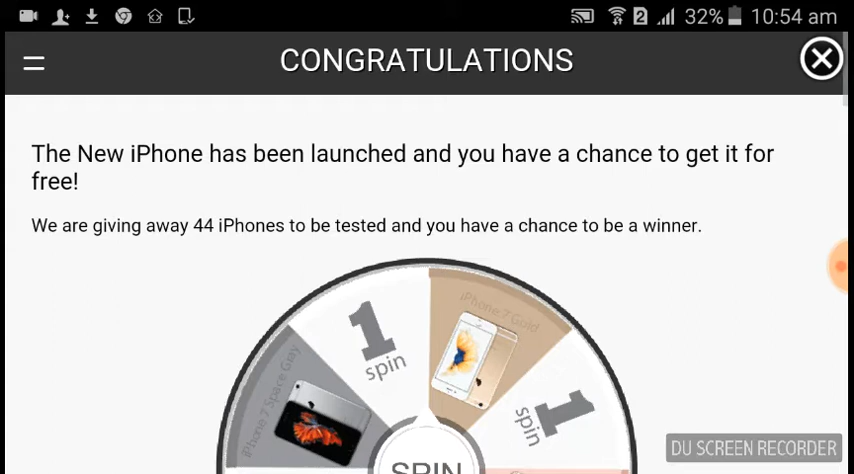 2 32% 10:54 am
CONGRATULATIONS
The New iPhone has been launched and you have a chance to get it for
free!
We are giving away 44 iPhones to be tested and you have a chance to be a winner.
iPhone 7 Gold
1
spin
iPhone 7 Space Gray
1
spin
SPIN
DU SCREEN RECORDER